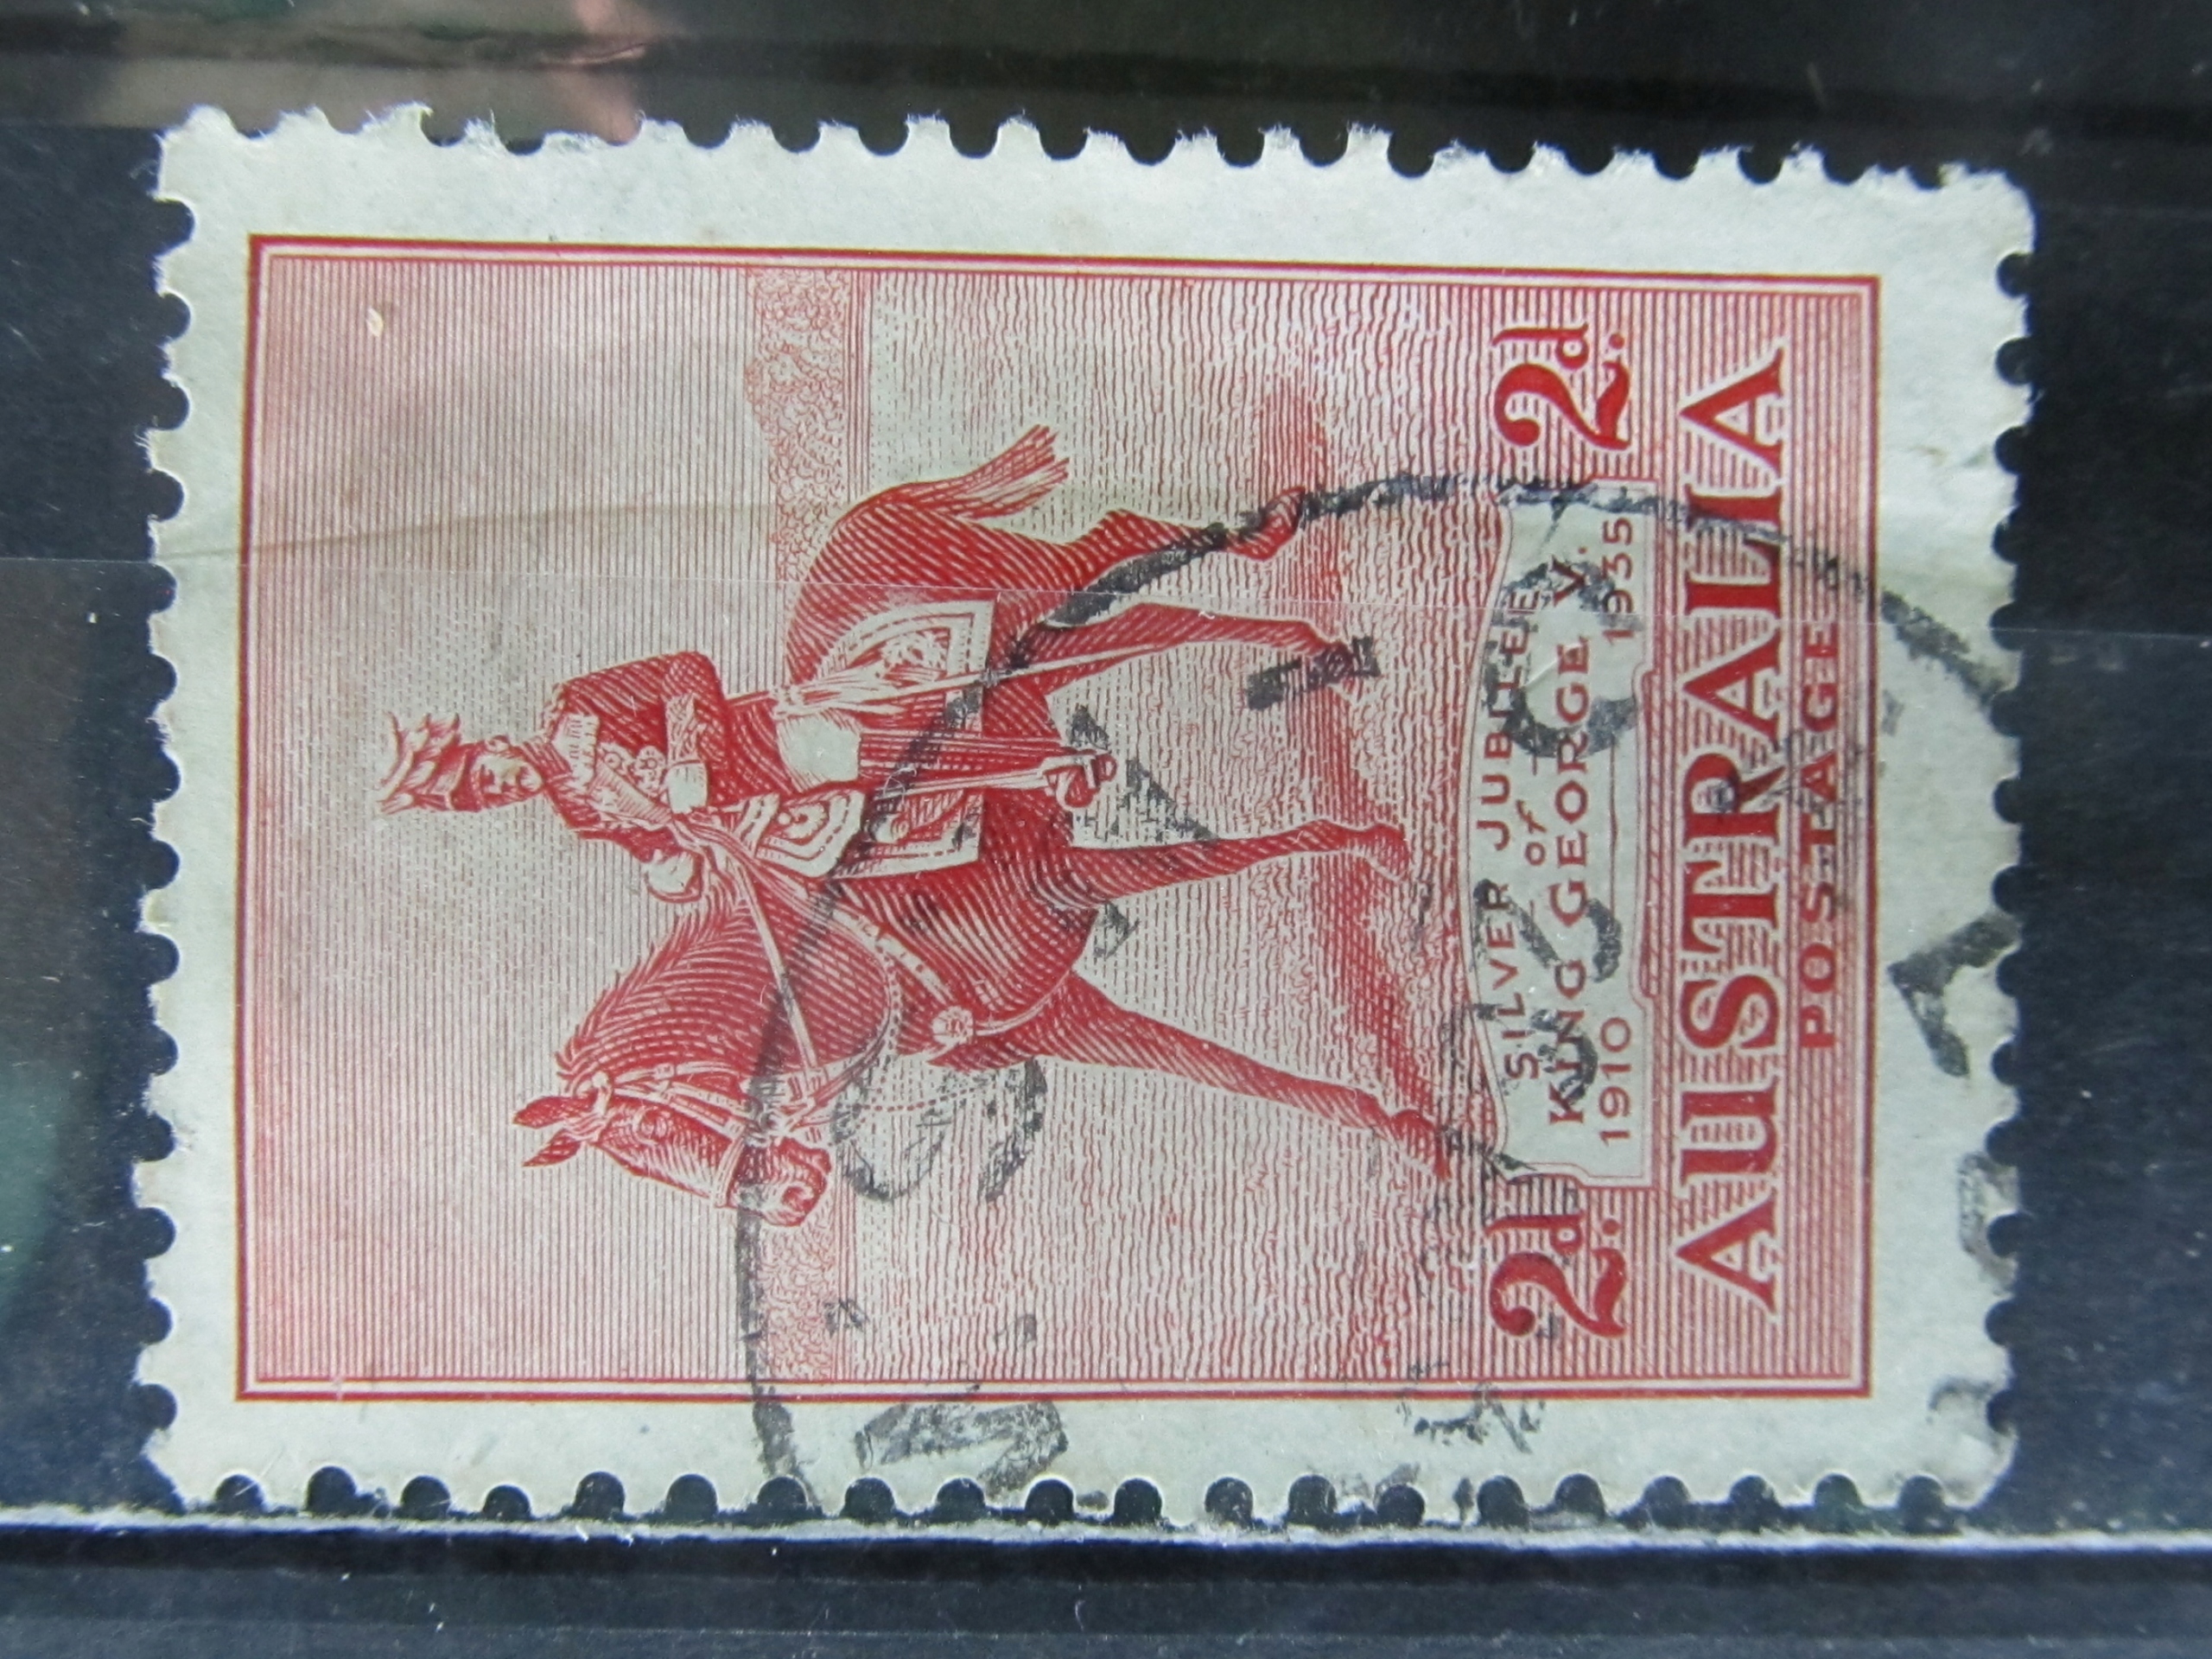 2d. 2d.
SILVER JUBILEE
of
KING GEORGE V.
1910 1935
AUSTRALIA
POSTAGE